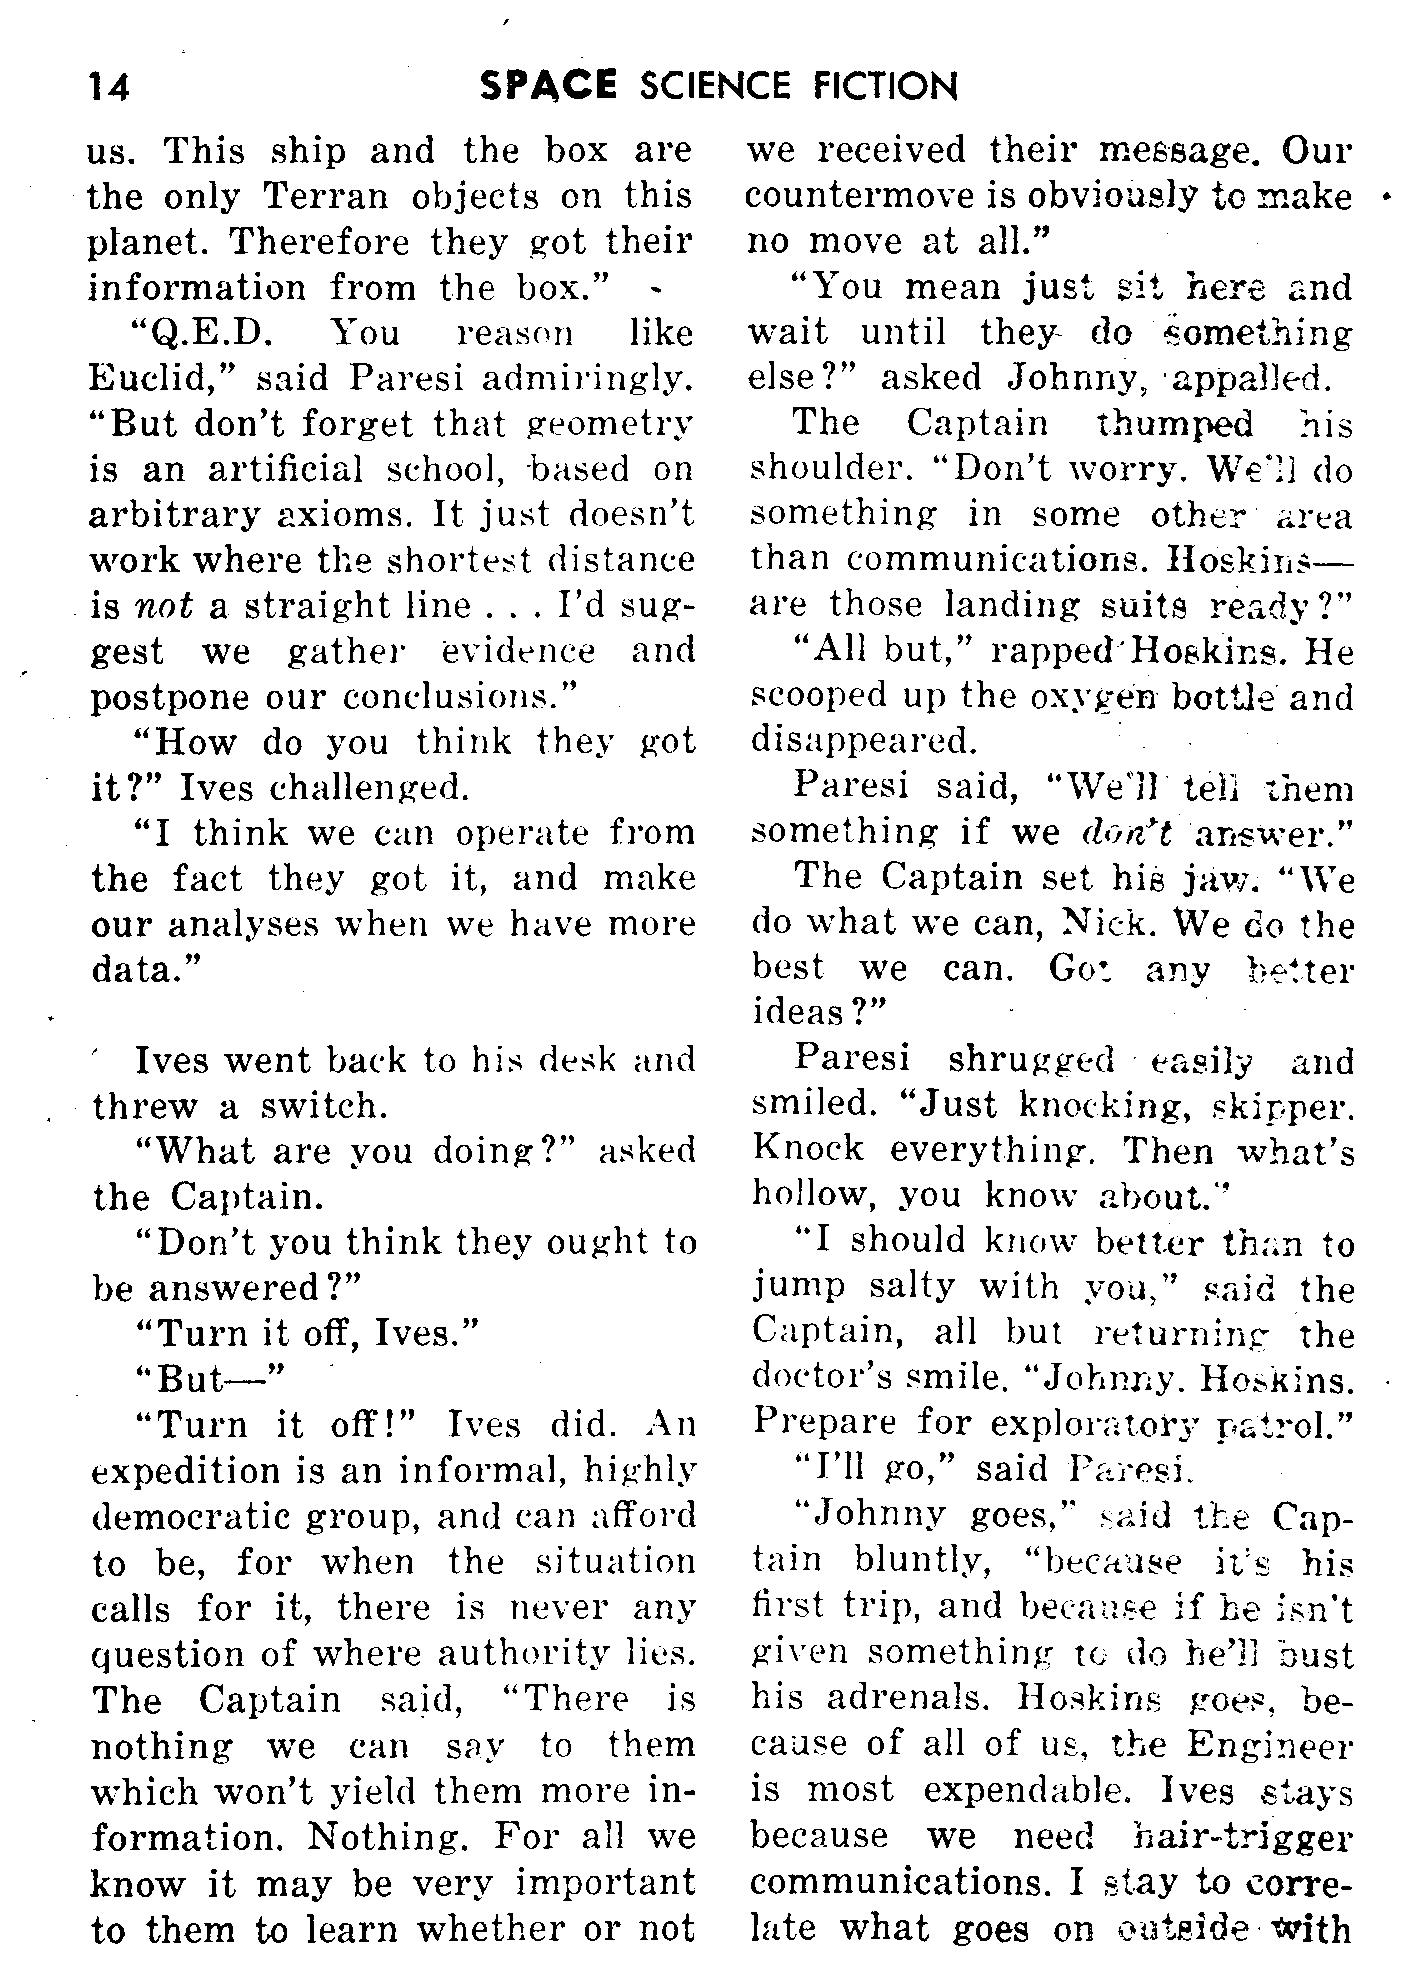 14
SPACE SCIENCE FICTION
us. This ship and the box are
the only Terran objects on this
planet. Therefore they got their
information from the box.”
“Q.E.D. You reason like
Euclid,” said Paresi admiringly.
“But don’t forget that geometry
is an artificial school, based on
arbitrary axioms. It just doesn’t
work where the shortest distance
is not a straight line . . . I’d sug-
gest we gather evidence and
postpone our conclusions.”
“How do you think they got
it?” Ives challenged.
“I think we can operate from
the fact they got it, and make
our analyses when we have more
data.”
Ives went back to his desk and
threw a switch.
“What are you doing?” asked
the Captain.
“Don’t you think they ought to
be answered?”
“Turn it off, Ives.”
“But—”
“Turn it off!” Ives did. An
expedition is an informal, highly
democratic group, and can afford
to be, for when the situation
calls for it, there is never any
question of where authority lies.
The Captain said, “There is
nothing we can say to them
which won’t yield them more in-
formation. Nothing. For all we
know it may be very important
to them to learn whether or not
we received their message. Our
countermove is obviously to make
no move at all.”
“You mean just sit here and
wait until they do something
else?” asked Johnny, appalled.
The Captain thumped his
shoulder. “Don’t worry. We’ll do
something in some other area
than communications. Hoskins—
are those landing suits ready?”
“All but,” rapped Hoskins. He
scooped up the oxygen bottle and
disappeared.
Paresi said, “We’ll tell them
something if we don’t answer.”
The Captain set his jaw. “We
do what we can, Nick. We do the
best we can. Got any better
ideas?”
Paresi shrugged easily and
smiled. “Just knocking, skipper.
Knock everything. Then what’s
hollow, you know about.”
“I should know better than to
jump salty with you,” said the
Captain, all but returning the
doctor’s smile. “Johnny. Hoskins.
Prepare for exploratory patrol.”
“I’ll go,” said Paresi.
“Johnny goes,” said the Cap-
tain bluntly, “because it’s his
first trip, and because if he isn’t
given something to do he’ll bust
his adrenals. Hoskins goes, be-
cause of all of us, the Engineer
is most expendable. Ives stays
because we need hair-trigger
communications. I stay to corre-
late what goes on outside with